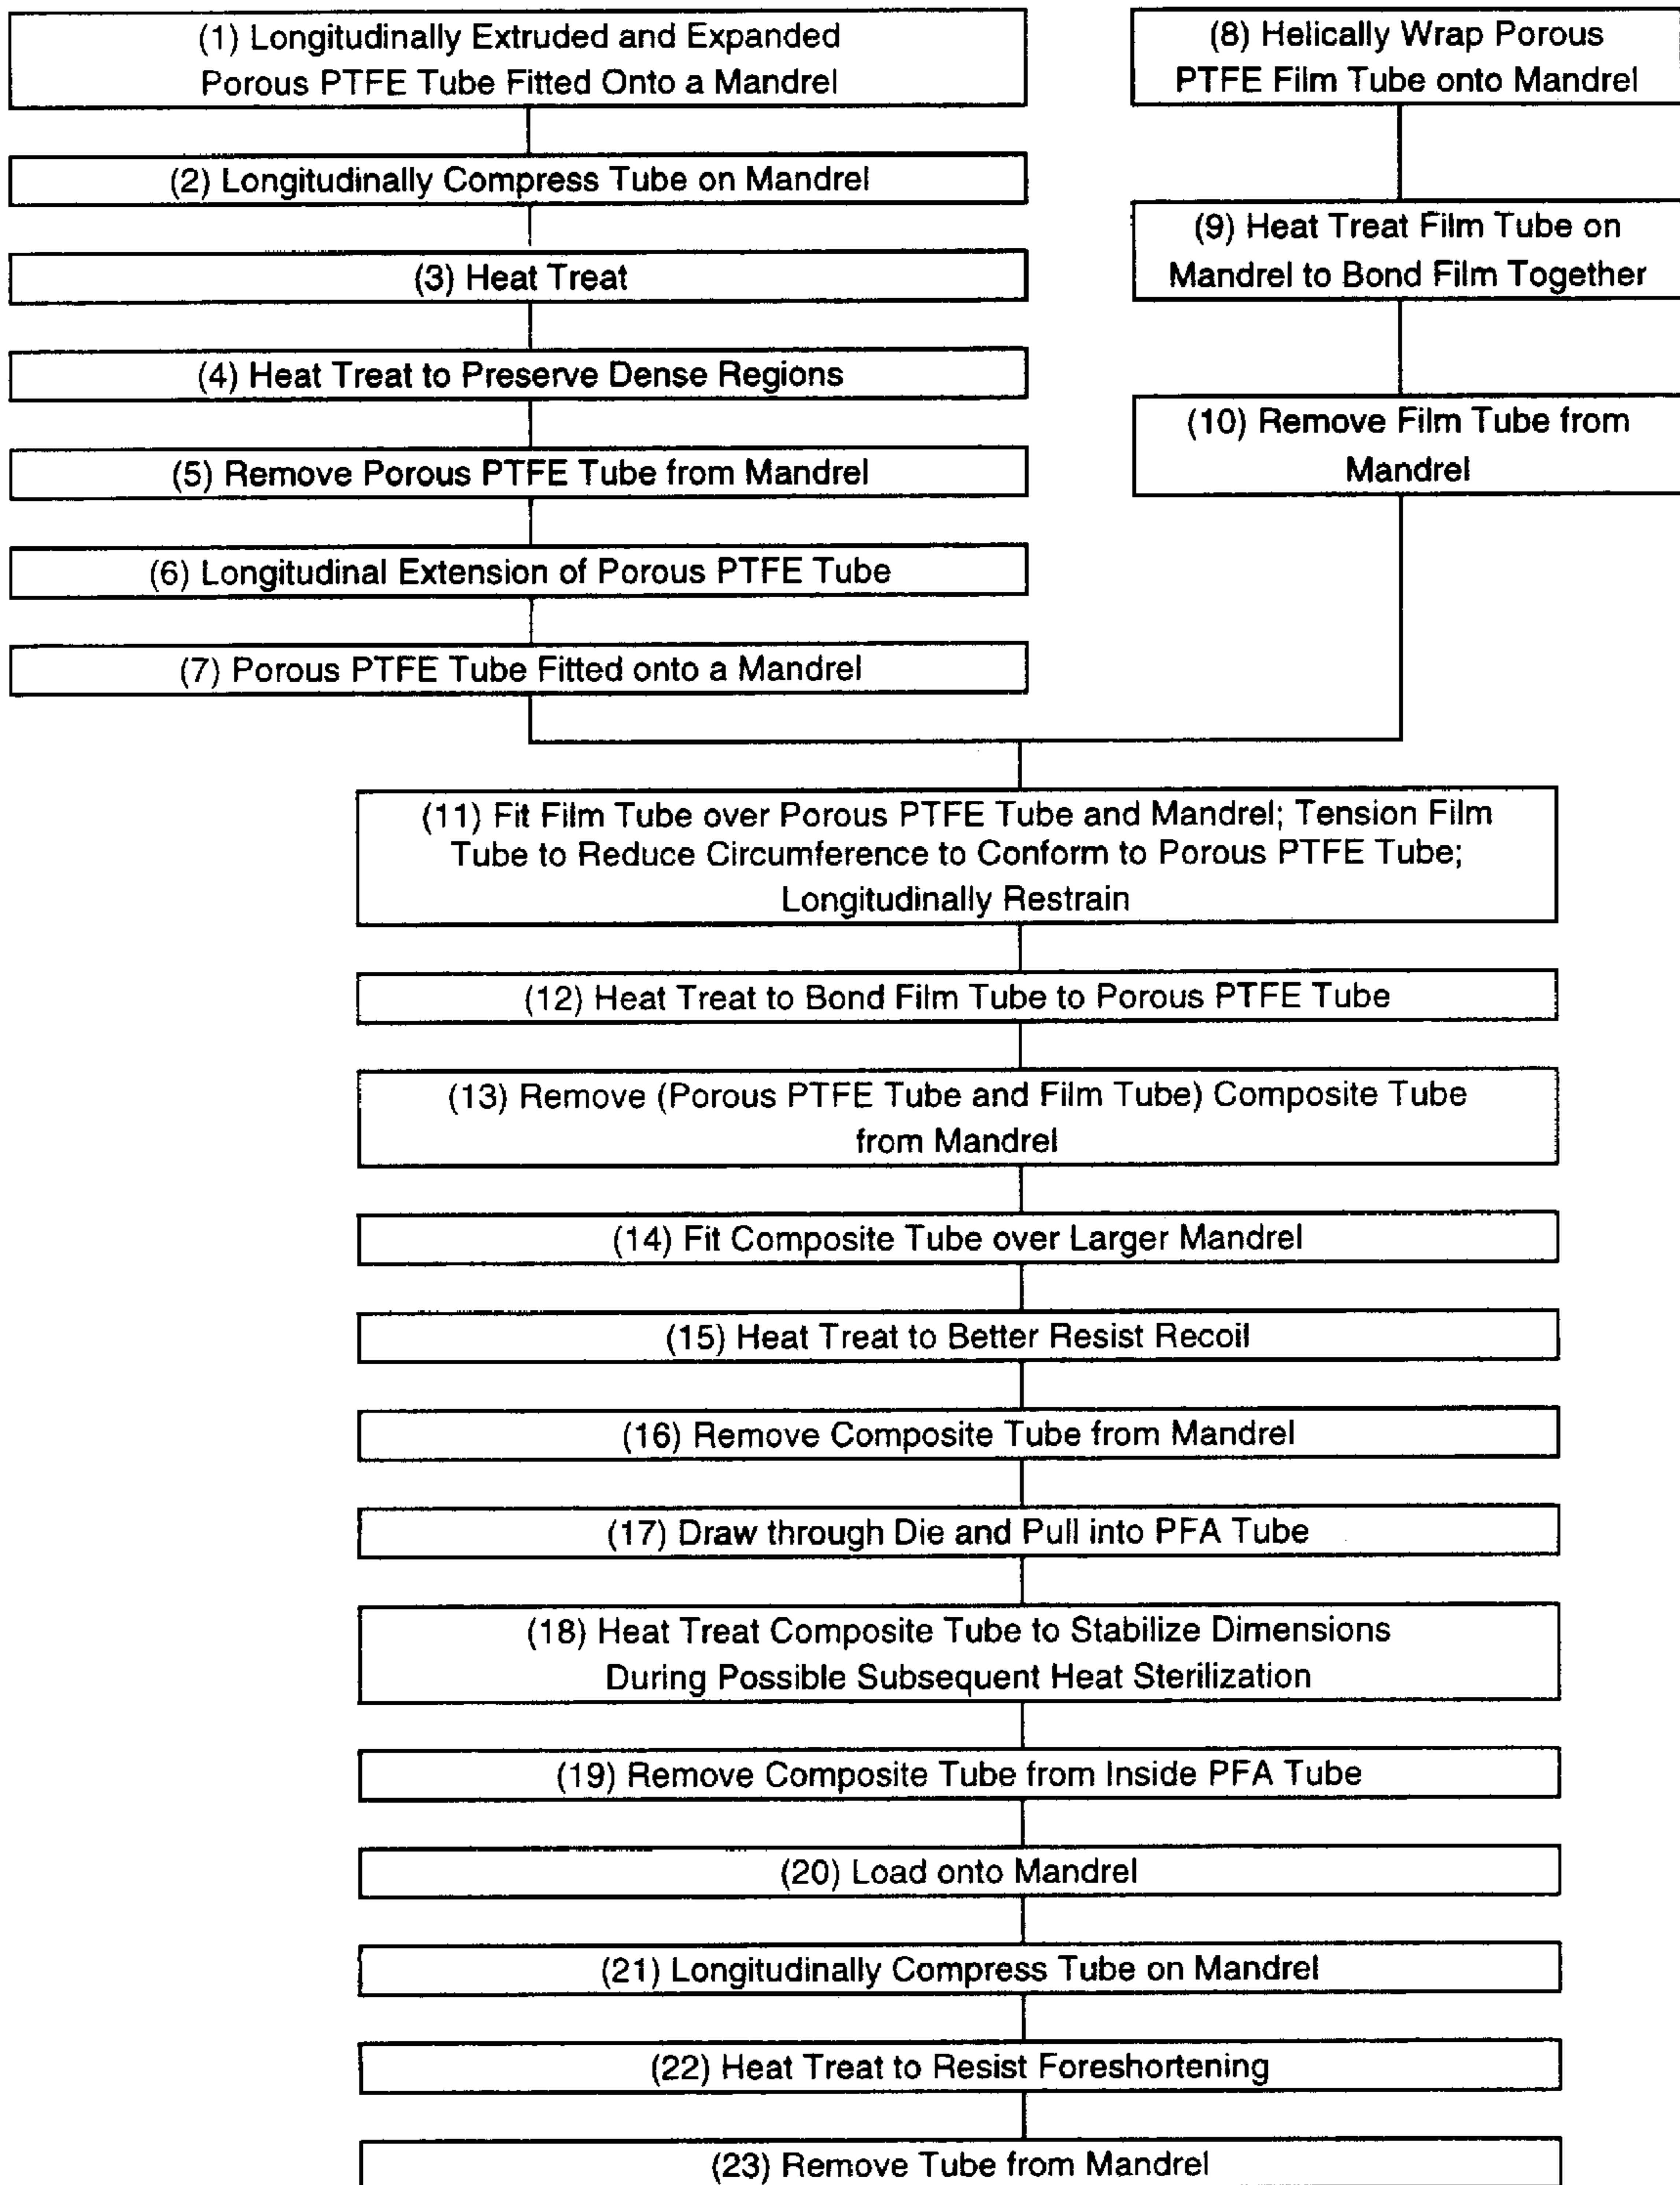 (1) Longitudinally Extruded and Expanded
Porous PTFE Tube Fitted Onto a Mandrel
(2) Longitudinally Compress Tube on Mandrel
(3) Heat Treat
(4) Heat Treat to Preserve Dense Regions
(5) Remove Porous PTFE Tube from Mandrel
(6) Longitudinal Extension of Porous PTFE Tube
(7) Porous PTFE Tube Fitted onto a Mandrel
(8) Helically Wrap Porous
PTFE Film Tube onto Mandrel
(9) Heat Treat Film Tube on
Mandrel to Bond Film Together
(10) Remove Film Tube from
Mandrel
(11) Fit Film Tube over Porous PTFE Tube and Mandrel; Tension Film
Tube to Reduce Circumference to Conform to Porous PTFE Tube;
Longitudinally Restrain
(12) Heat Treat to Bond Film Tube to Porous PTFE Tube
(13) Remove (Porous PTFE Tube and Film Tube) Composite Tube
from Mandrel
(14) Fit Composite Tube over Larger Mandrel
(15) Heat Treat to Better Resist Recoil
(16) Remove Composite Tube from Mandrel
(17) Draw through Die and Pull into PFA Tube
(18) Heat Treat Composite Tube to Stabilize Dimensions
During Possible Subsequent Heat Sterilization
(19) Remove Composite Tube from Inside PFA Tube
(20) Load onto Mandrel
(21) Longitudinally Compress Tube on Mandrel
(22) Heat Treat to Resist Foreshortening
(23) Remove Tube from Mandrel